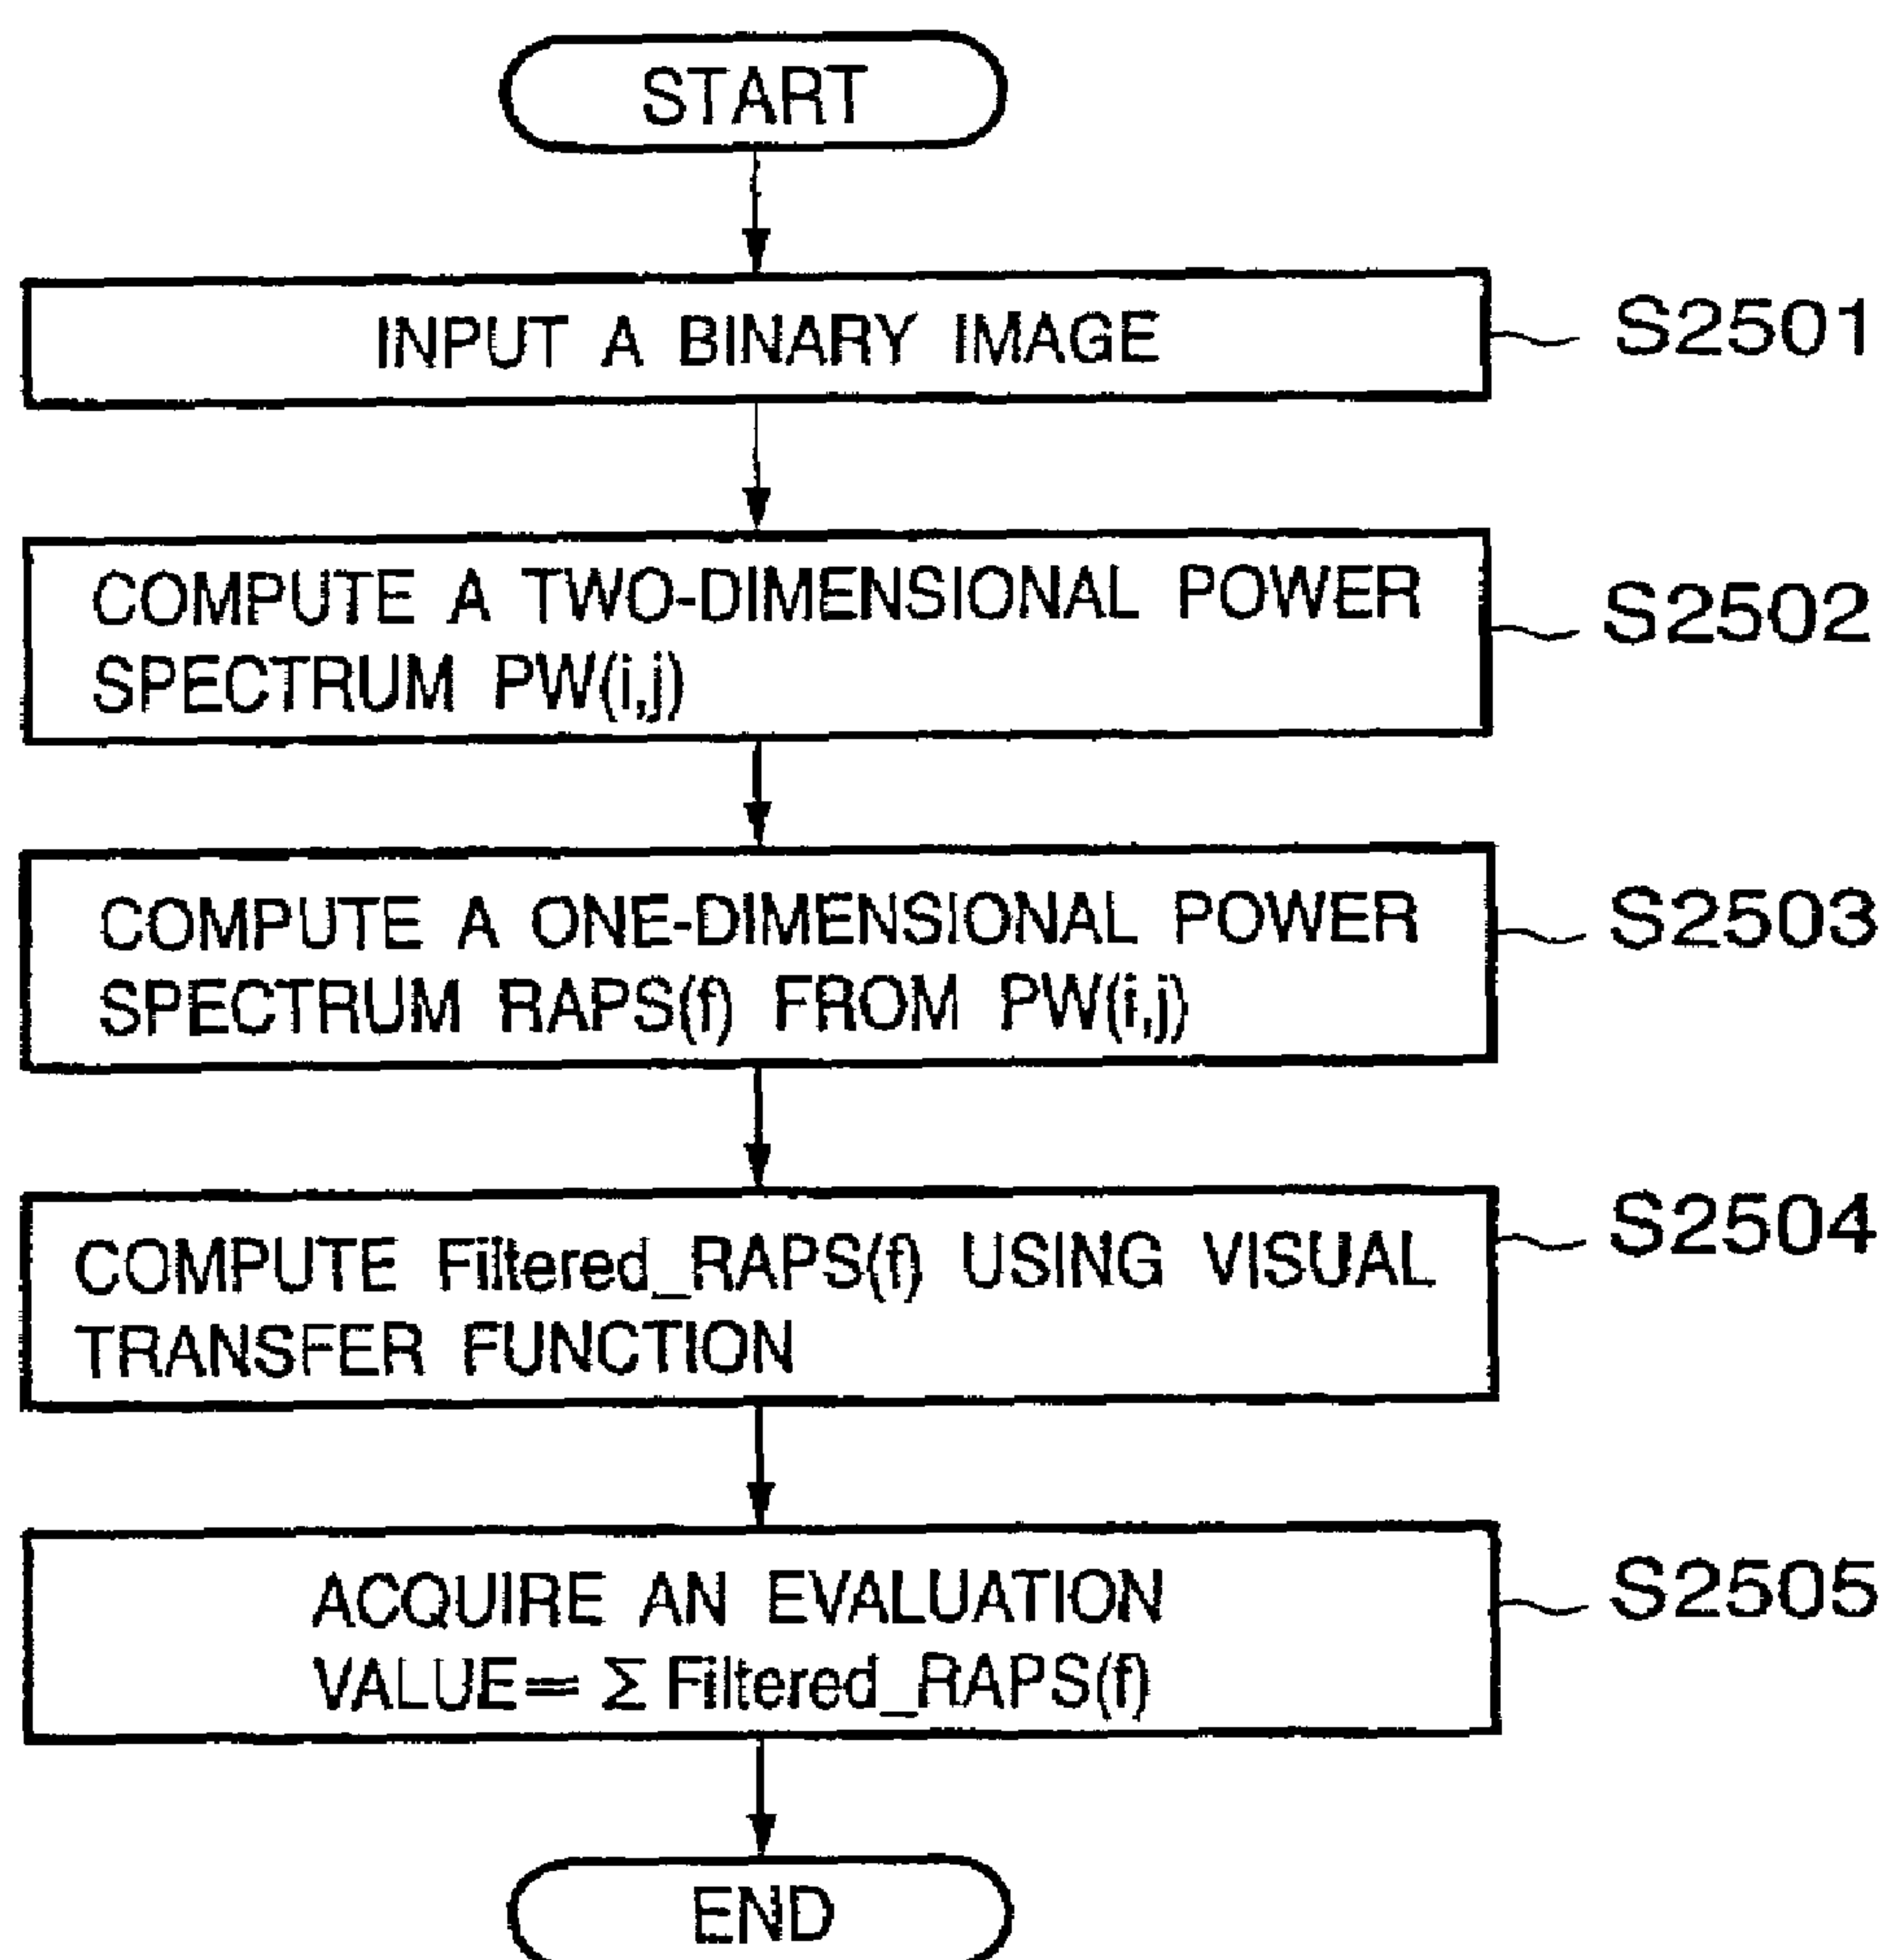 START
INPUT A BINARY IMAGE
S2501
COMPUTE A TWO-DIMENSIONAL POWER
SPECTRUM PW(i,j)
S2502
COMPUTE A ONE-DIMENSIONAL POWER
SPECTRUM RAPS(f) FROM PW(i,j)
S2503
COMPUTE Filtered_RAPS(f) USING VISUAL
TRANSFER FUNCTION
S2504
ACQUIRE AN EVALUATION
VALUE= Σ Filtered_RAPS(f)
S2505
END